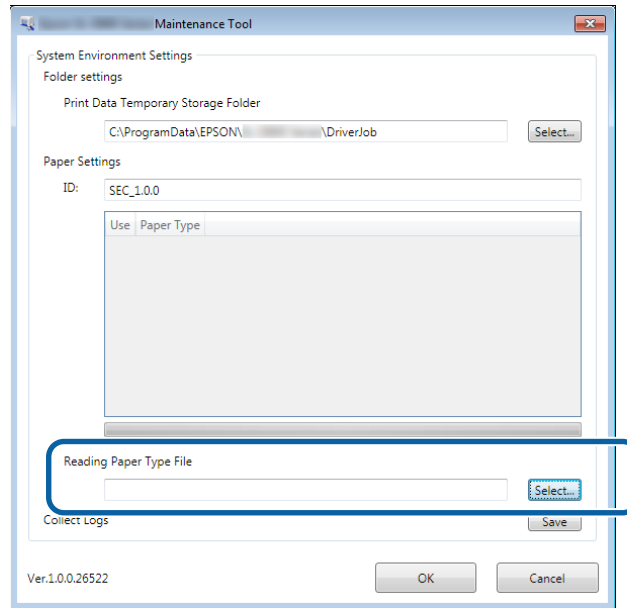 Maintenance Tool
System Environment Settings
Folder settings
Print Data Temporary Storage Folder
C:\ProgramData\EPSON\ \DriverJob
Select...
Paper Settings
ID:
SEC_1.0.0
Use Paper Type
Reading Paper Type File
Select...
Collect Logs
Save
Ver.1.0.0.26522
OK
Cancel